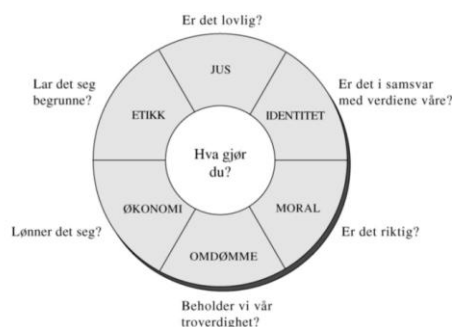 Er det lovlig?
JUS
Lar det seg
begrunne?
Er det i samsvar
med verdiene våre?
ETIKK
IDENTITET
Hva gjør
du?
ØKONOMI
MORAL
Lønner det seg?
Er det riktig?
OMDØMME
Beholder vi vår
troverdighet?